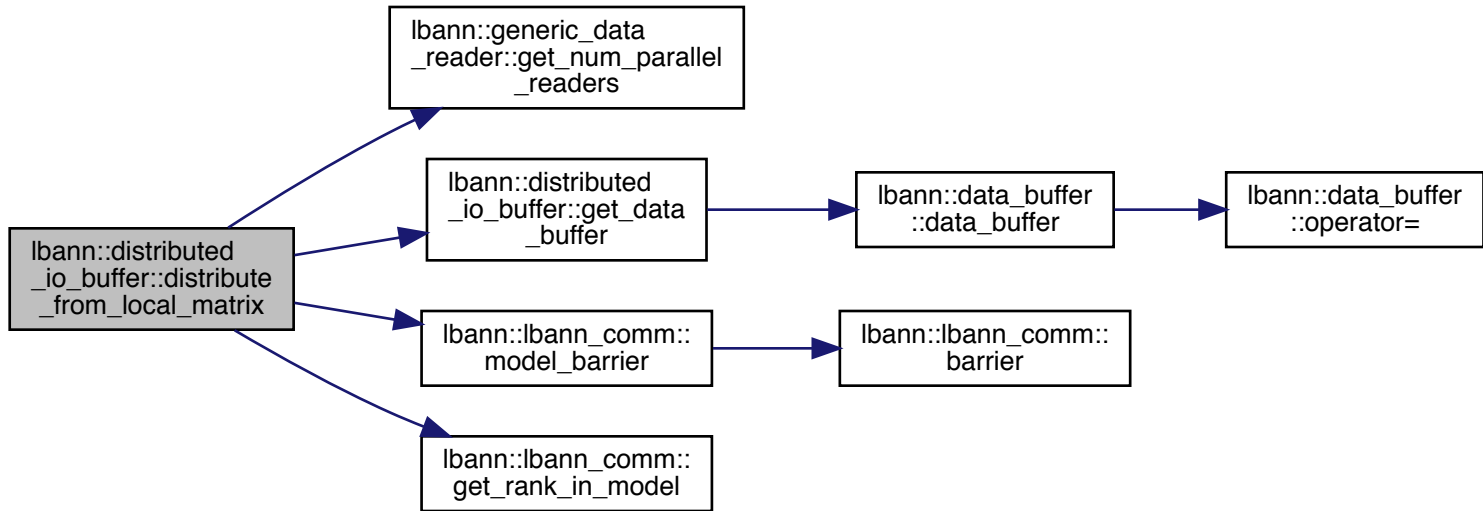 lbann::generic_data
_reader::get_num_parallel
_readers
lbann::distributed
_io_buffer::distribute
_from_local_matrix
lbann::distributed
_io_buffer::get_data
_buffer
lbann::data_buffer
::data_buffer
lbann::data_buffer
::operator=
lbann::lbann_comm::
model_barrier
lbann::lbann_comm::
barrier
lbann::lbann_comm::
get_rank_in_model